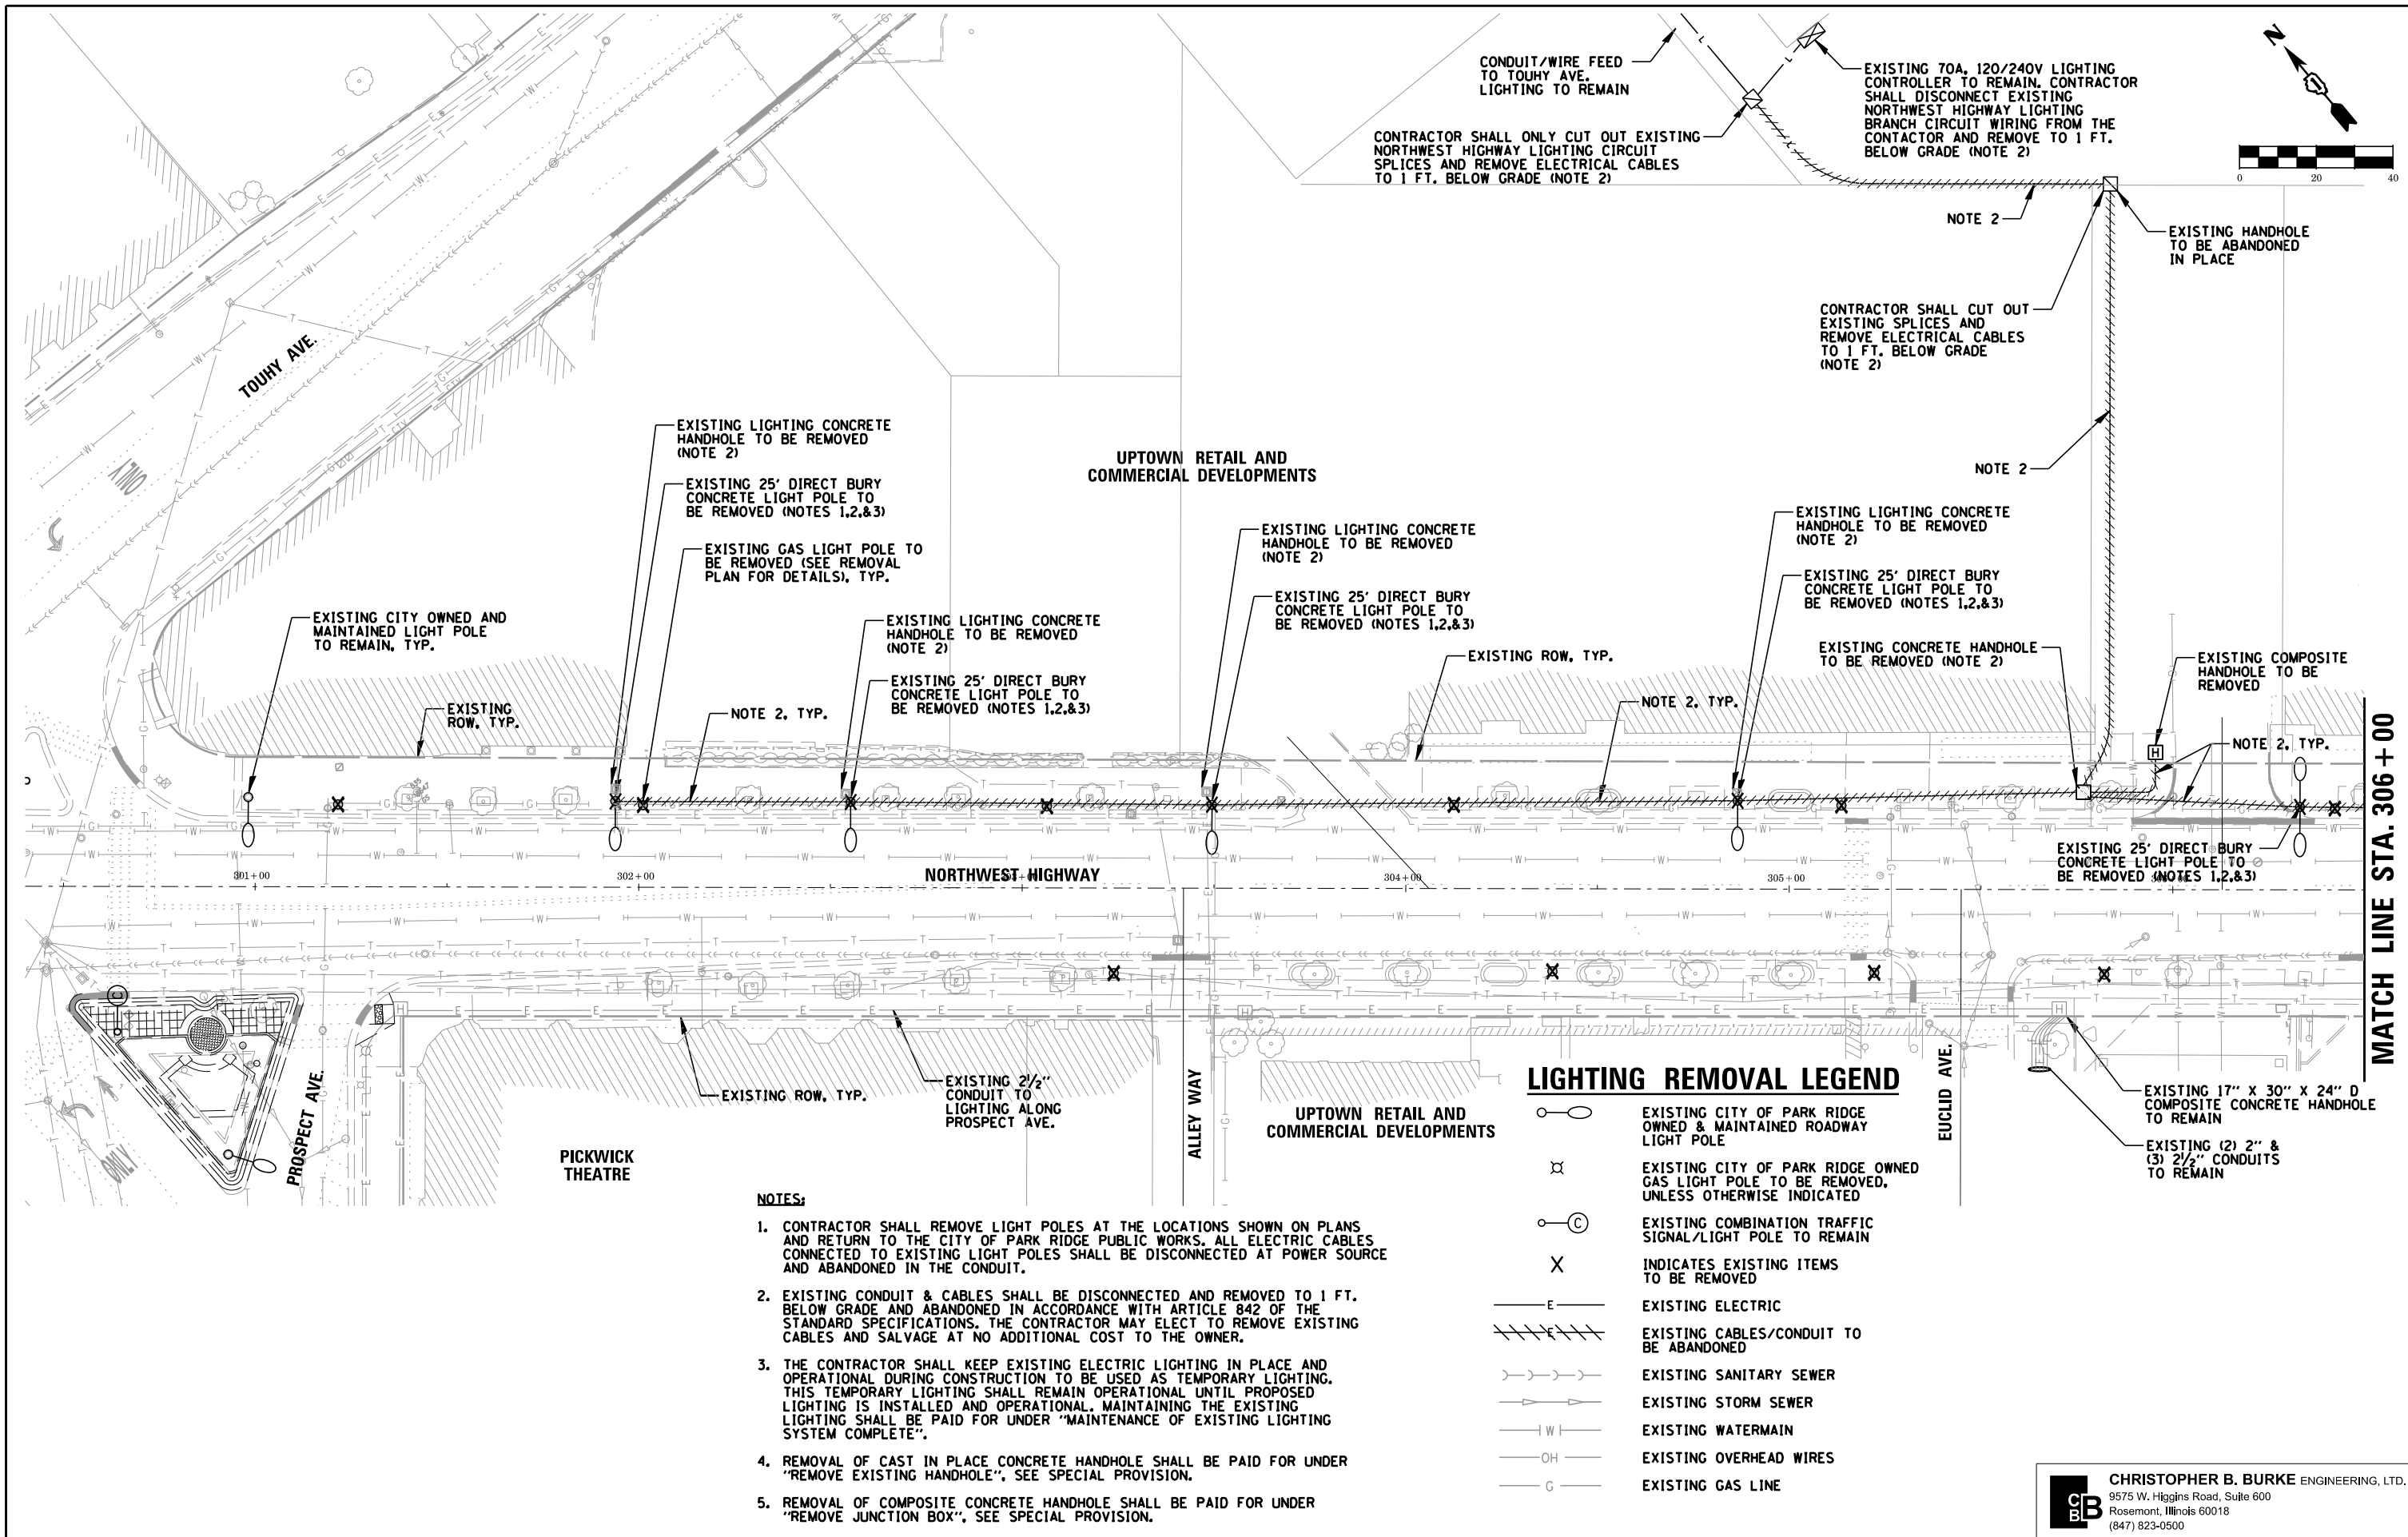 CONDUIT/WIRE FEED
TO TOUHY AVE.
LIGHTING TO REMAIN
EXISTING 70A, 120/240V LIGHTING
CONTROLLER TO REMAIN. CONTRACTOR
SHALL DISCONNECT EXISTING
NORTHWEST HIGHWAY LIGHTING
BRANCH CIRCUIT WIRING FROM THE
CONTACTOR AND REMOVE TO 1 FT.
BELOW GRADE (NOTE 2)
N
0 20 40
CONTRACTOR SHALL ONLY CUT OUT EXISTING
NORTHWEST HIGHWAY LIGHTING CIRCUIT
SPLICES AND REMOVE ELECTRICAL CABLES
TO 1 FT. BELOW GRADE (NOTE 2)
NOTE 2
EXISTING HANDHOLE
TO BE ABANDONED
IN PLACE
CONTRACTOR SHALL CUT OUT
EXISTING SPLICES AND
REMOVE ELECTRICAL CABLES
TO 1 FT. BELOW GRADE
(NOTE 2)
NOTE 2
TOUHY AVE.
ONLY
EXISTING LIGHTING CONCRETE
HANDHOLE TO BE REMOVED
(NOTE 2)
EXISTING 25' DIRECT BURY
CONCRETE LIGHT POLE TO
BE REMOVED (NOTES 1,2,&3)
EXISTING GAS LIGHT POLE TO
BE REMOVED (SEE REMOVAL
PLAN FOR DETAILS), TYP.
UPTOWN RETAIL AND
COMMERCIAL DEVELOPMENTS
EXISTING LIGHTING CONCRETE
HANDHOLE TO BE REMOVED
(NOTE 2)
EXISTING 25' DIRECT BURY
CONCRETE LIGHT POLE TO
BE REMOVED (NOTES 1,2,&3)
EXISTING LIGHTING CONCRETE
HANDHOLE TO BE REMOVED
(NOTE 2)
EXISTING 25' DIRECT BURY
CONCRETE LIGHT POLE TO
BE REMOVED (NOTES 1,2,&3)
EXISTING CITY OWNED AND
MAINTAINED LIGHT POLE
TO REMAIN, TYP.
EXISTING LIGHTING CONCRETE
HANDHOLE TO BE REMOVED
(NOTE 2)
EXISTING 25' DIRECT BURY
CONCRETE LIGHT POLE TO
BE REMOVED (NOTES 1,2,&3)
EXISTING ROW, TYP.
EXISTING CONCRETE HANDHOLE
TO BE REMOVED (NOTE 2)
EXISTING COMPOSITE
HANDHOLE TO BE
REMOVED
EXISTING
ROW, TYP.
NOTE 2, TYP.
NOTE 2, TYP.
NOTE 2, TYP.
H
MATCH LINE STA. 306+00
EXISTING 25' DIRECT BURY
CONCRETE LIGHT POLE TO
BE REMOVED (NOTES 1,2,&3)
301+00
302+00
NORTHWEST HIGHWAY
304+00
305+00
C
PROSPECT AVE.
ONLY
EXISTING ROW, TYP.
EXISTING 2½"
CONDUIT TO
LIGHTING ALONG
PROSPECT AVE.
PICKWICK
THEATRE
ALLEY WAY
UPTOWN RETAIL AND
COMMERCIAL DEVELOPMENTS
EUCLID AVE.
EXISTING 17" X 30" X 24" D
COMPOSITE CONCRETE HANDHOLE
TO REMAIN
EXISTING (2) 2" &
(3) 2½" CONDUITS
TO REMAIN
LIGHTING REMOVAL LEGEND
EXISTING CITY OF PARK RIDGE
OWNED & MAINTAINED ROADWAY
LIGHT POLE
EXISTING CITY OF PARK RIDGE OWNED
GAS LIGHT POLE TO BE REMOVED,
UNLESS OTHERWISE INDICATED
C
EXISTING COMBINATION TRAFFIC
SIGNAL/LIGHT POLE TO REMAIN
X
INDICATES EXISTING ITEMS
TO BE REMOVED
E EXISTING ELECTRIC
E EXISTING CABLES/CONDUIT TO
BE ABANDONED
EXISTING SANITARY SEWER
EXISTING STORM SEWER
W EXISTING WATERMAIN
OH EXISTING OVERHEAD WIRES
G EXISTING GAS LINE
NOTES:
1. CONTRACTOR SHALL REMOVE LIGHT POLES AT THE LOCATIONS SHOWN ON PLANS
AND RETURN TO THE CITY OF PARK RIDGE PUBLIC WORKS. ALL ELECTRIC CABLES
CONNECTED TO EXISTING LIGHT POLES SHALL BE DISCONNECTED AT POWER SOURCE
AND ABANDONED IN THE CONDUIT.
2. EXISTING CONDUIT & CABLES SHALL BE DISCONNECTED AND REMOVED TO 1 FT.
BELOW GRADE AND ABANDONED IN ACCORDANCE WITH ARTICLE 842 OF THE
STANDARD SPECIFICATIONS. THE CONTRACTOR MAY ELECT TO REMOVE EXISTING
CABLES AND SALVAGE AT NO ADDITIONAL COST TO THE OWNER.
3. THE CONTRACTOR SHALL KEEP EXISTING ELECTRIC LIGHTING IN PLACE AND
OPERATIONAL DURING CONSTRUCTION TO BE USED AS TEMPORARY LIGHTING.
THIS TEMPORARY LIGHTING SHALL REMAIN OPERATIONAL UNTIL PROPOSED
LIGHTING IS INSTALLED AND OPERATIONAL. MAINTAINING THE EXISTING
LIGHTING SHALL BE PAID FOR UNDER "MAINTENANCE OF EXISTING LIGHTING
SYSTEM COMPLETE".
4. REMOVAL OF CAST IN PLACE CONCRETE HANDHOLE SHALL BE PAID FOR UNDER
"REMOVE EXISTING HANDHOLE", SEE SPECIAL PROVISION.
5. REMOVAL OF COMPOSITE CONCRETE HANDHOLE SHALL BE PAID FOR UNDER
"REMOVE JUNCTION BOX", SEE SPECIAL PROVISION.
CBB
CHRISTOPHER B. BURKE ENGINEERING, LTD.
9575 W. Higgins Road, Suite 600
Rosemont, Illinois 60018
(847) 823-0500